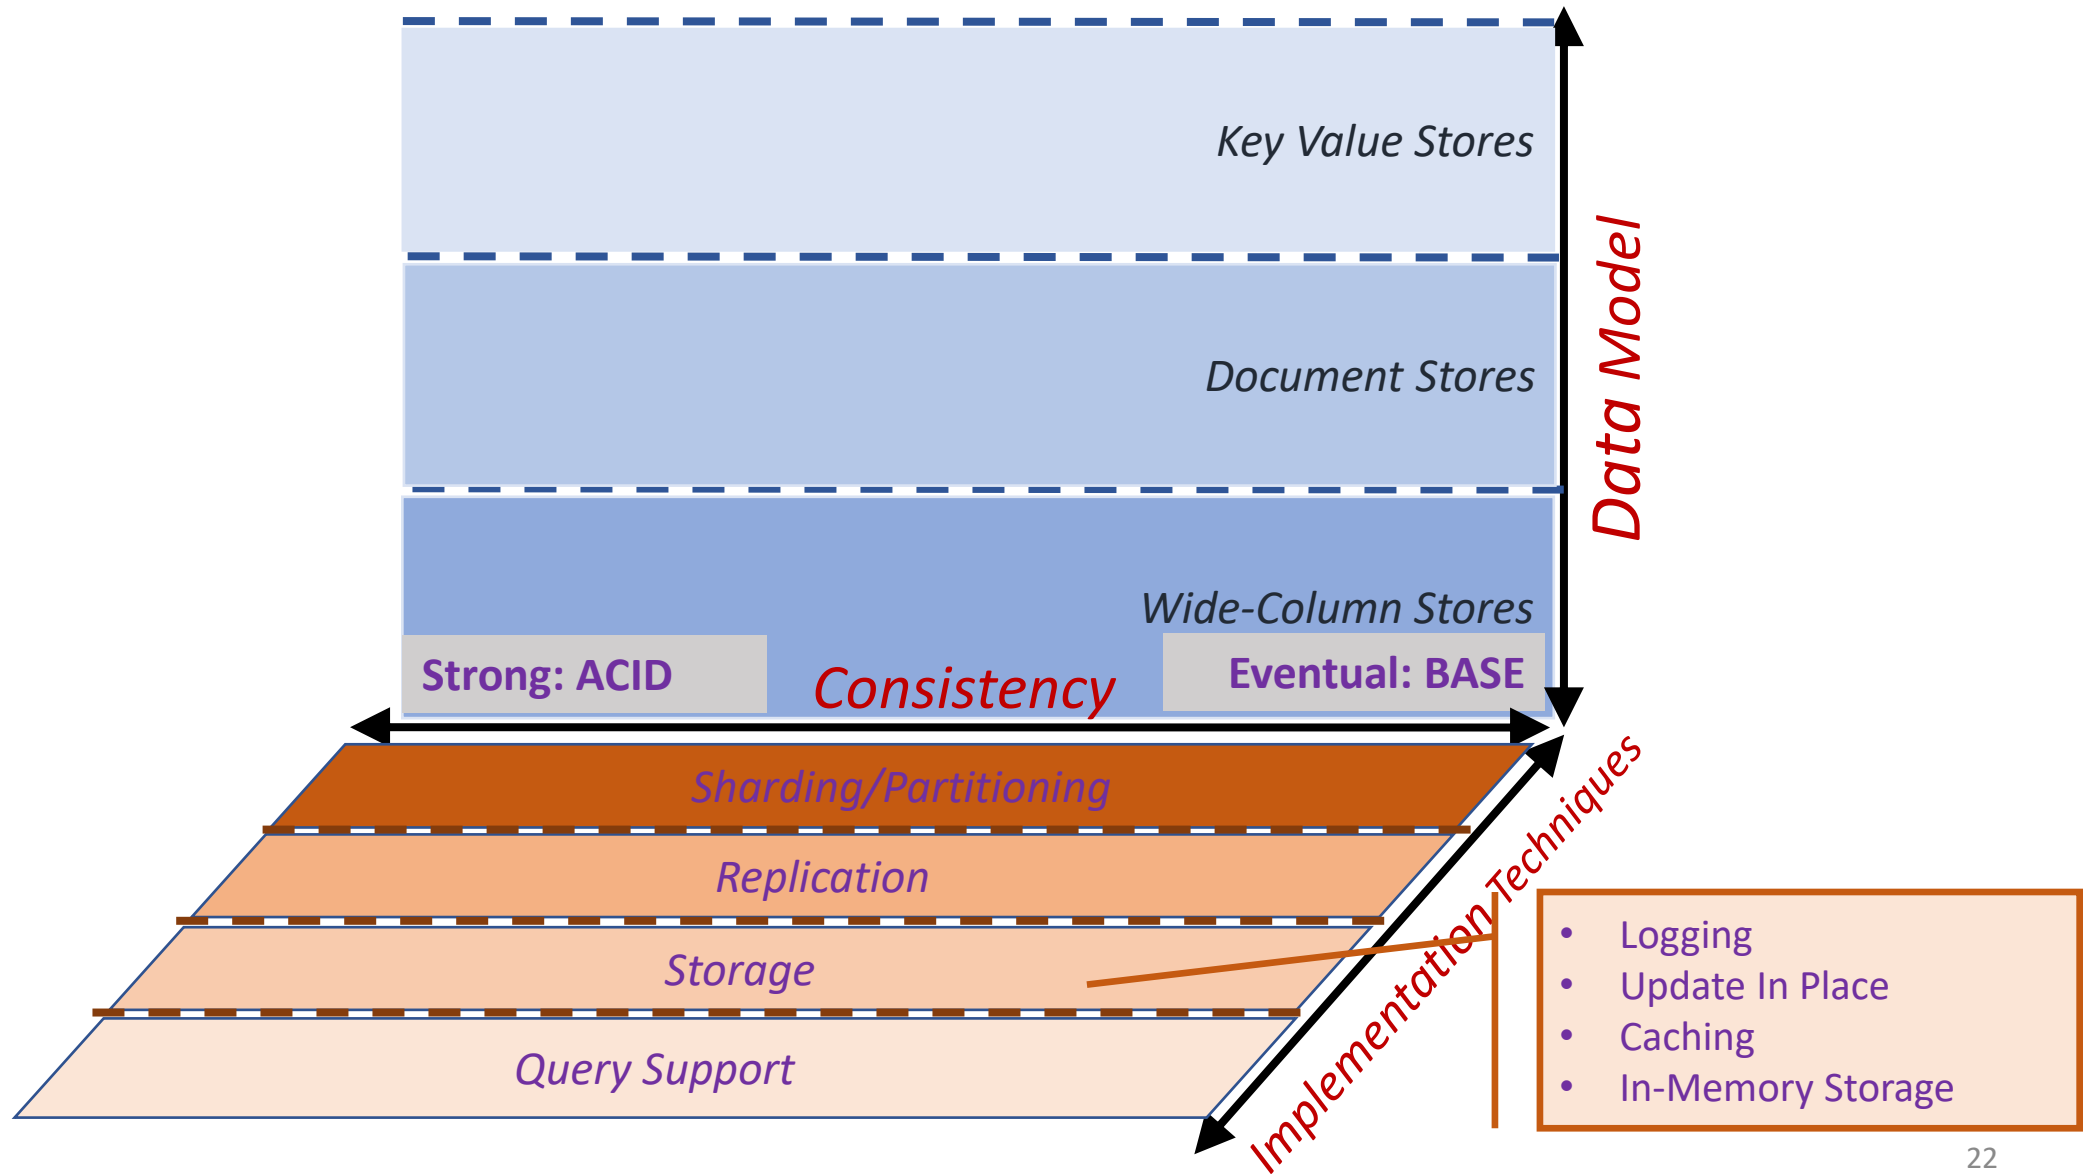 Key Value Stores
Document Stores
Data Model
Wide-Column Stores
Strong: ACID
Consistency
Eventual: BASE
Sharding/Partitioning
Replication
Storage
Query Support
Implementation Techniques
• Logging
• Update In Place
• Caching
• In-Memory Storage
22